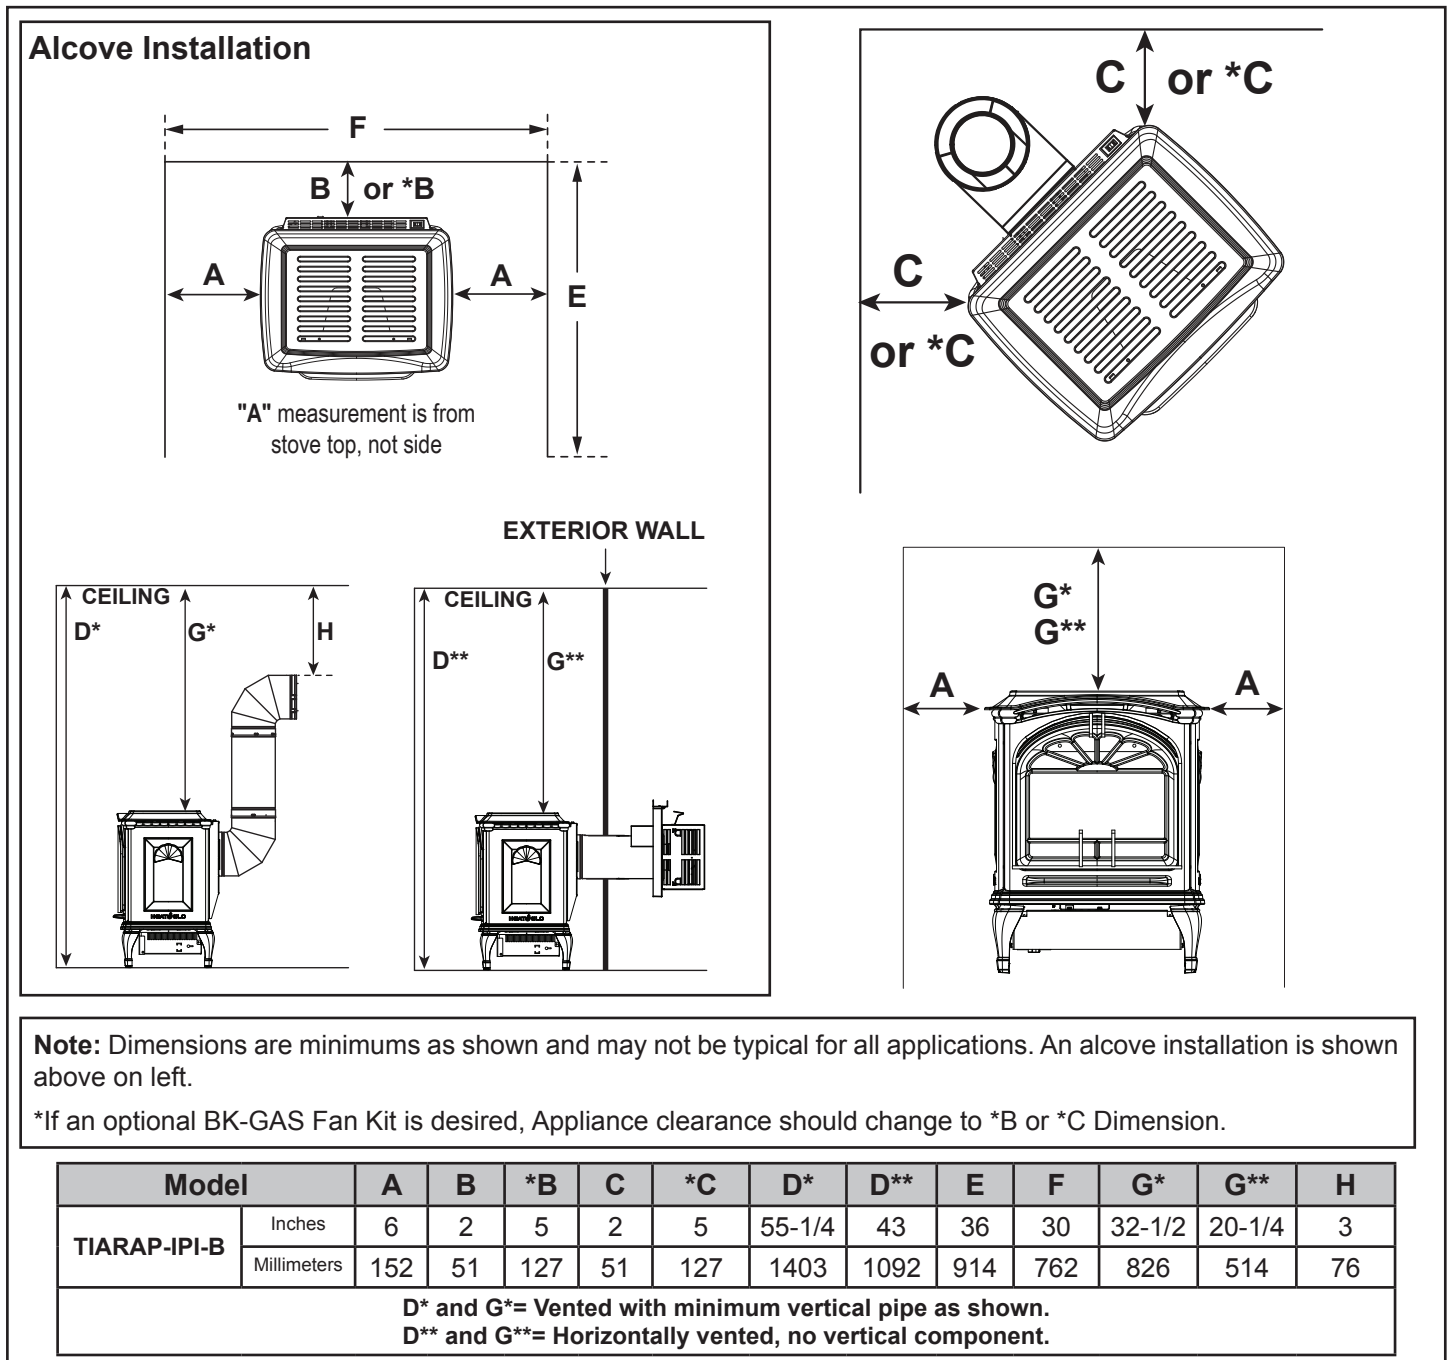 Alcove Installation
F
B or *B
A
A
E
"A" measurement is from
stove top, not side
C or *C
C
or *C
EXTERIOR WALL
CEILING
D*
G*
H
HEAT & GLO
CEILING
D**
G**
HEAT & GLO
G*
G**
A
A
Note: Dimensions are minimums as shown and may not be typical for all applications. An alcove installation is shown
above on left.
*If an optional BK-GAS Fan Kit is desired, Appliance clearance should change to *B or *C Dimension.
Model A B *B C *C D* D** E F G* G** H
TIARAP-IPI-B
Inches 6 2 5 2 5 55-1/4 43 36 30 32-1/2 20-1/4 3
Millimeters 152 51 127 51 127 1403 1092 914 762 826 514 76
D* and G*= Vented with minimum vertical pipe as shown.
D** and G**= Horizontally vented, no vertical component.